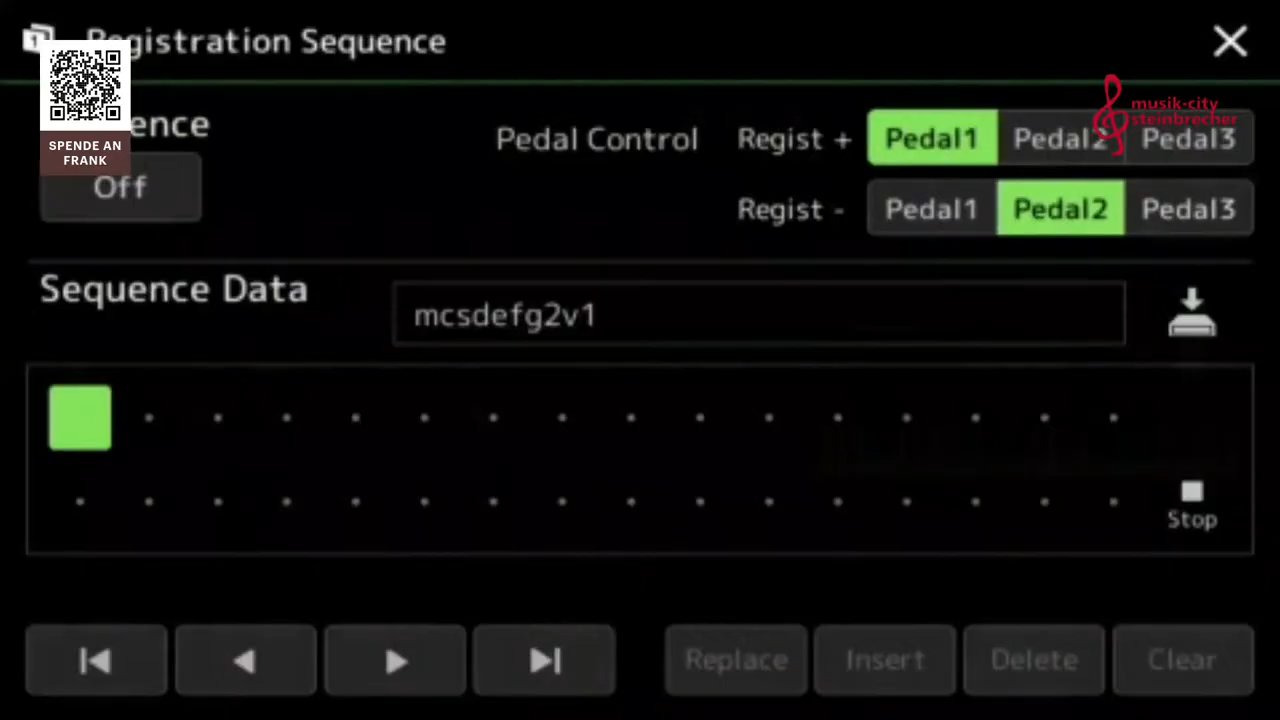 Registration Sequence
SPENDE AN
FRANK
ence
Off
Pedal Control
Regist +
Pedal1
Pedal2
Pedal3
musik-city
steinbrecher
Regist -
Pedal1
Pedal2
Pedal3
Sequence Data
mcsdefg2v1
Stop
Replace
Insert
Delete
Clear